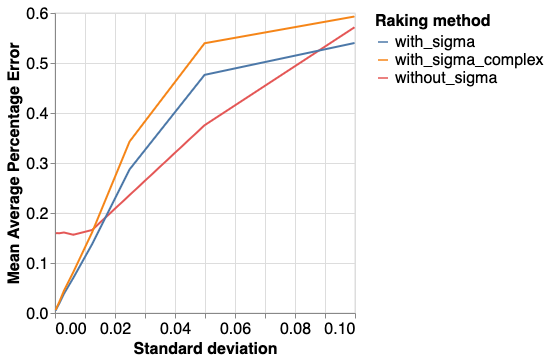 Mean Average Percentage Error
0.6
0.5
0.4
0.3
0.2
0.1
0.0
0.00 0.02 0.04 0.06 0.08 0.10
Standard deviation
Raking method
with_sigma
with_sigma_complex
without_sigma